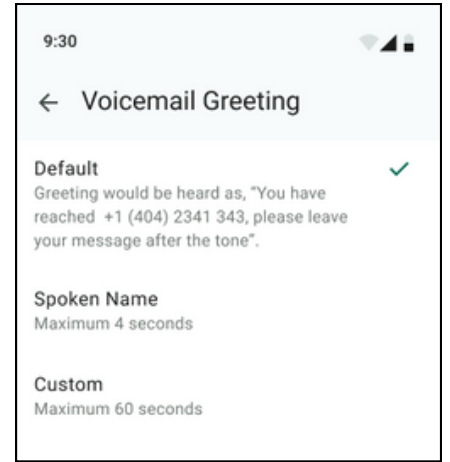 9:30
Voicemail Greeting
Default
Greeting would be heard as, "You have
reached  +1 (404) 2341 343, please leave
your message after the tone".
Spoken Name
Maximum 4 seconds
Custom
Maximum 60 seconds